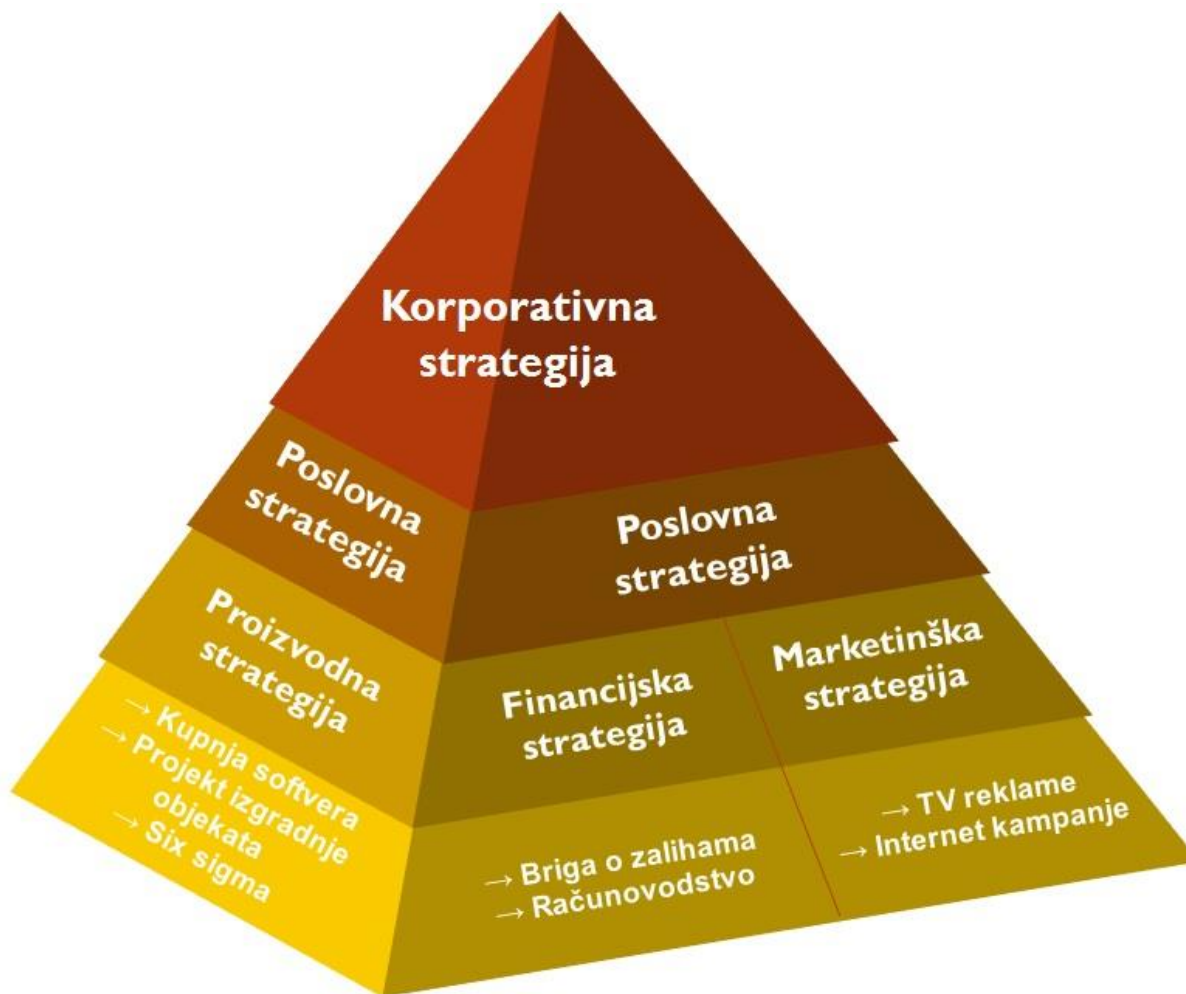 Korporativna
strategija
Poslovna
strategija
Poslovna
strategija
Proizvodna
strategija
Financijska
strategija
Marketinška
strategija
→ Kupnja softvera
→ Projekt izgradnje
objekata
→ Six sigma
→ Briga o zalihama
→ Računovodstvo
→ TV reklame
→ Internet kampanje